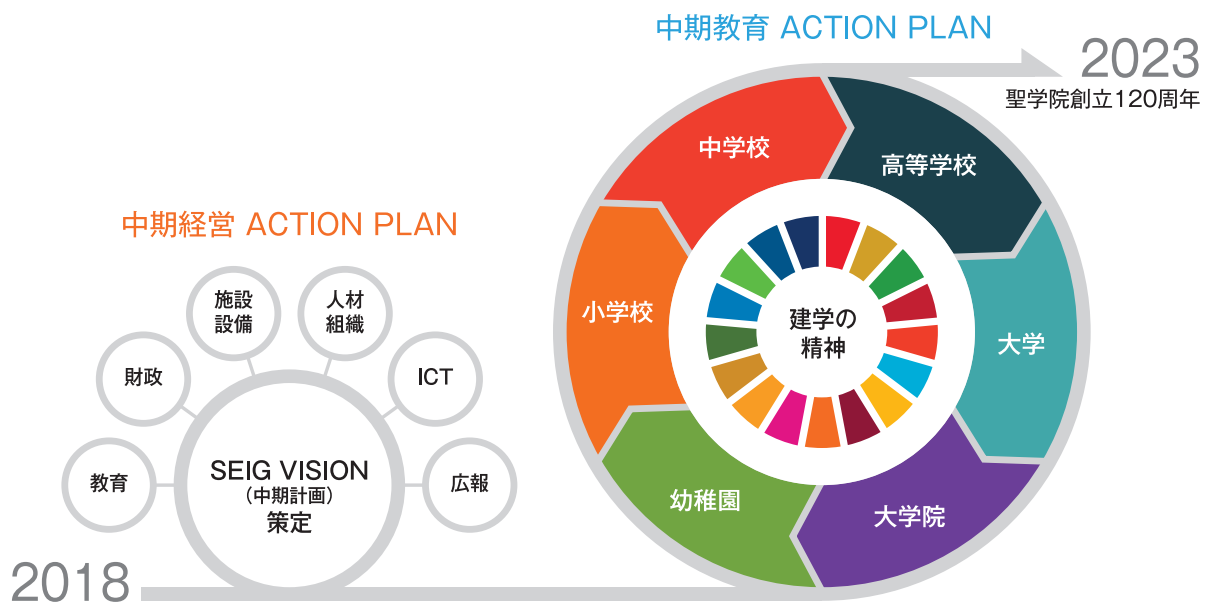 中期教育 ACTION PLAN
2023
聖学院創立120周年
中学校
高等学校
小学校
建学の
精神
大学
幼稚園
大学院
中期経営 ACTION PLAN
施設
設備
人材
組織
財政
ICT
教育
広報
SEIG VISION
（中期計画）
策定
2018